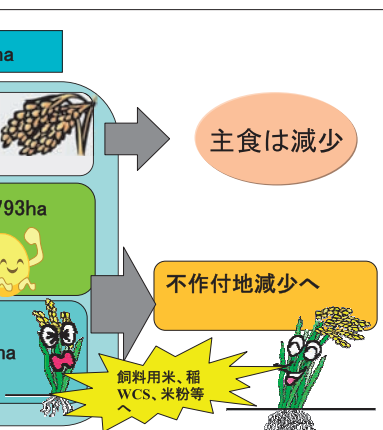 ha
主食は減少
793ha
不作付地減少へ
ha
飼料用米、稲
WCS、米粉等
へ